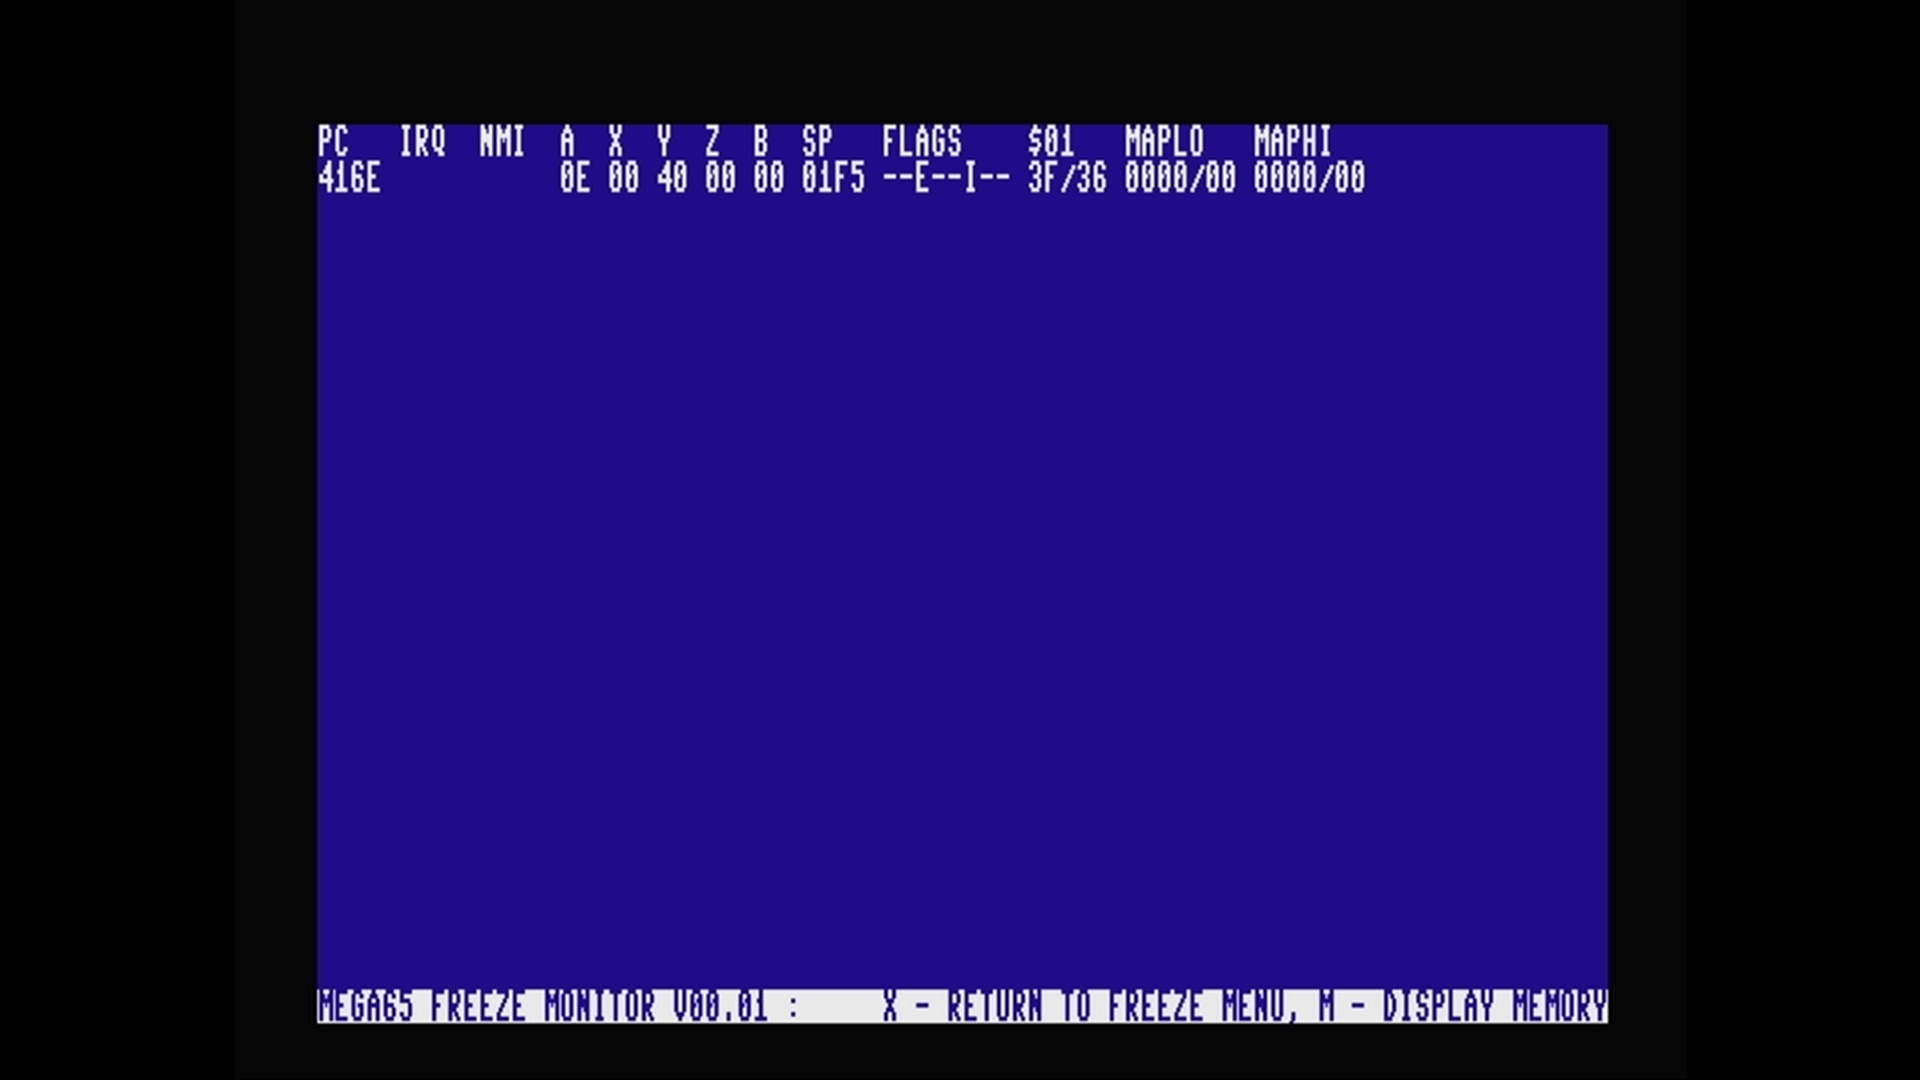 PC IRQ NMI A X Y Z B SP FLAGS $01 MAPLO MAPHI
416E 0E 00 40 00 00 01F5 --E--I-- 3F/36 0000/00 0000/00
MEGA65 FREEZE MONITOR V00.01 : X - RETURN TO FREEZE MENU, M - DISPLAY MEMORY